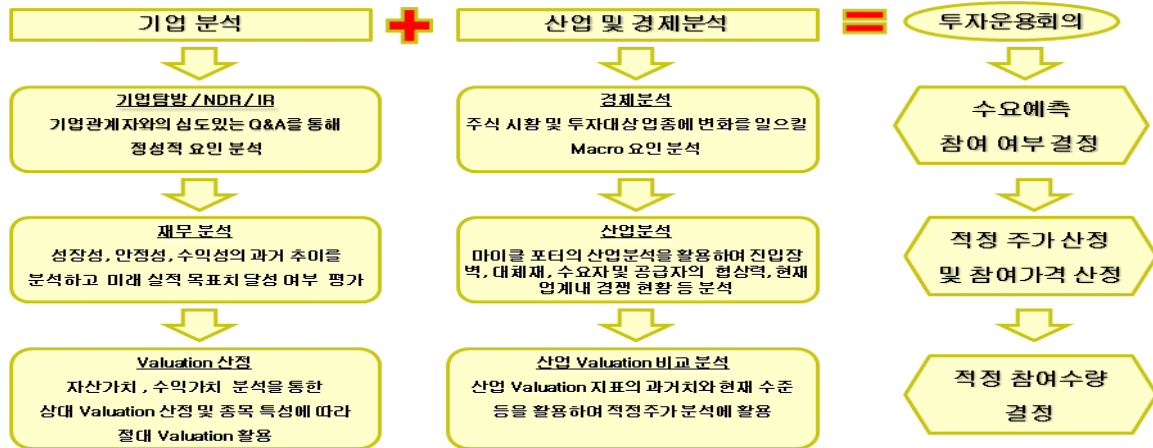 기업 분석
기업탐방/NDR/IR
기업관계자와의 심도있는 Q&A를 통해
정성적 요인 분석
재무 분석
성장성, 안정성, 수익성의 과거 추이를
분석하고 미래 실적 목표치 달성 여부 평가
Valuation 산정
자산가치 , 수익가치 분석을 통한
상대 Valuation 산정 및 종목 특성에 따라
절대 Valuation 활용
+
산업 및 경제분석
경제분석
주식 시황 및 투자대상 업종에 변화를 일으킬
Macro 요인 분석
산업분석
마이클 포터의 산업분석을 활용하며 진입장
벽, 대체재, 수요자 및 공급자의 협상력, 현재
업계내 경쟁 현황 등 분석
산업 Valuation 비교 분석
산업 Valuation 지표의 과거치와 현재 수준
등을 활용하며 적정주가 분석에 활용
=
투자운용회의
수요예측
참여 여부 결정
적정 주가 산정
및 참여가격 산정
적정 참여수량
결정